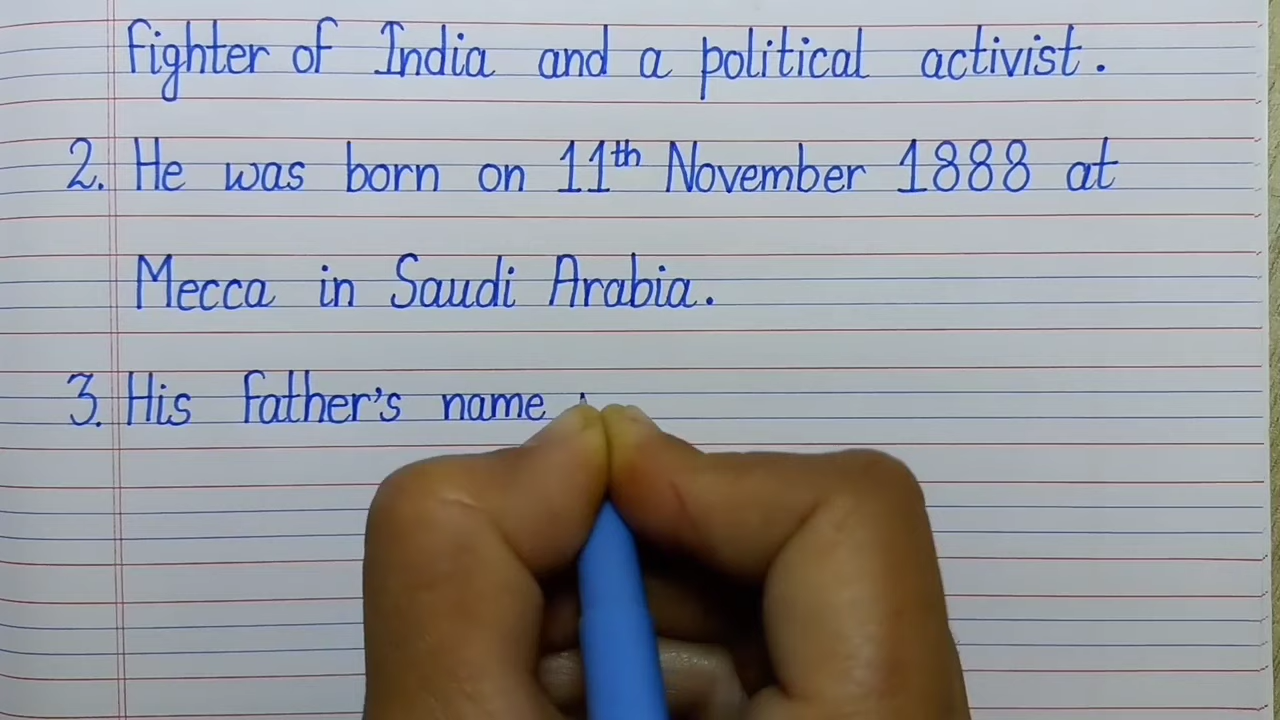 fighter of India and a political activist.
2. He was born on 11th November 1888 at
Mecca in Saudi Arabia.
3. His father's name